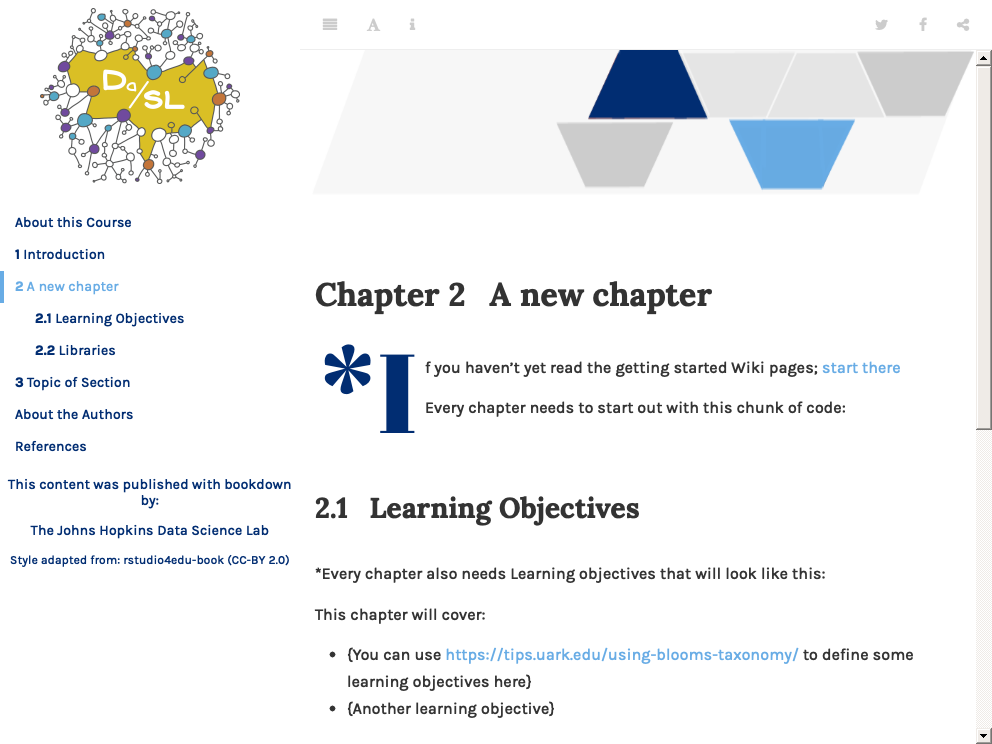 Da/SL
About this Course
1 Introduction
2 A new chapter
2.1 Learning Objectives
2.2 Libraries
3 Topic of Section
About the Authors
References
This content was published with bookdown
by:
The Johns Hopkins Data Science Lab
Style adapted from: rstudio4edu-book (CC-BY 2.0)
A i
Chapter 2 A new chapter
*If you haven’t yet read the getting started Wiki pages; start there
Every chapter needs to start out with this chunk of code:
2.1 Learning Objectives
*Every chapter also needs Learning objectives that will look like this:
This chapter will cover:
• {You can use https://tips.uark.edu/using-blooms-taxonomy/ to define some
learning objectives here}
• {Another learning objective}